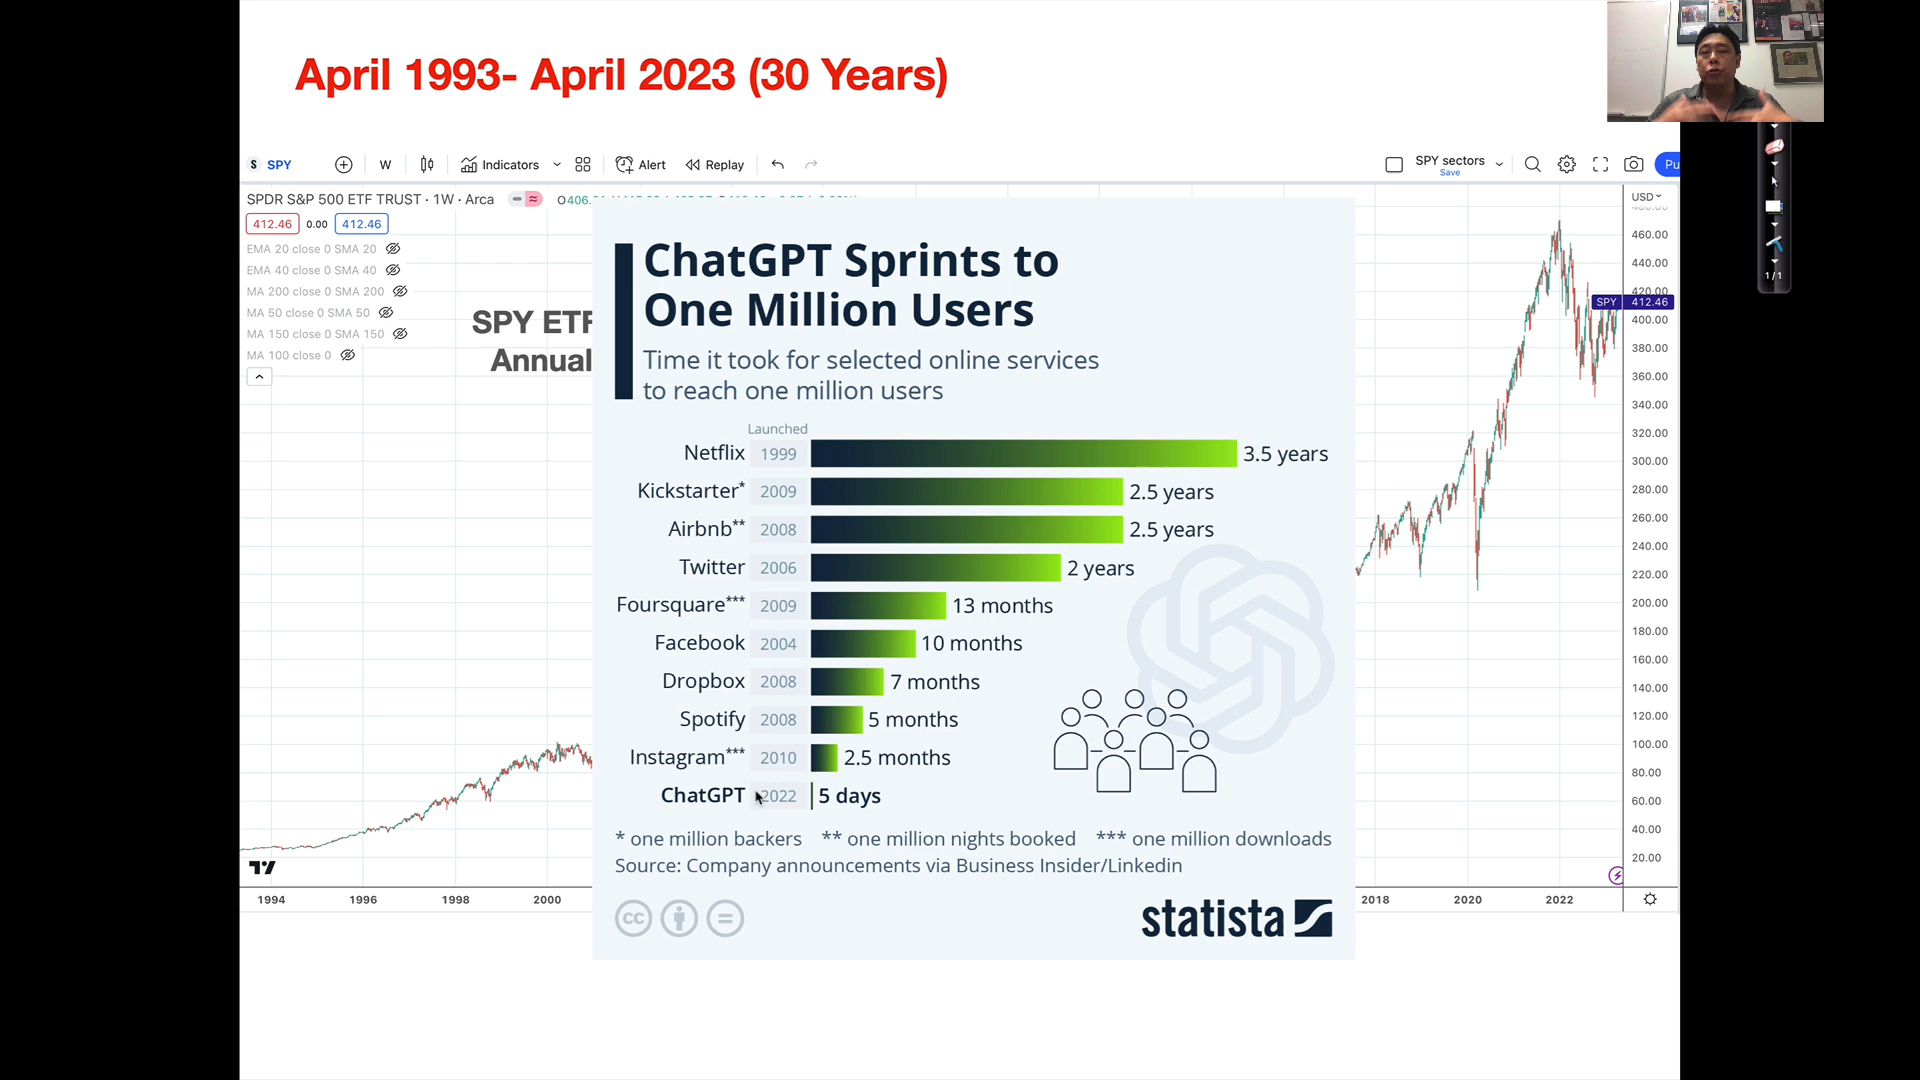 April 1993- April 2023 (30 Years)
S SPY W Indicators Alert Replay SPY sectors Save Pu
SPDR S&P 500 ETF TRUST · 1W · Arca
USD
412.46 0.00 412.46
EMA 20 close 0 SMA 20
EMA 40 close 0 SMA 40
MA 200 close 0 SMA 200
MA 50 close 0 SMA 50
MA 150 close 0 SMA 150
MA 100 close 0
SPY ETF
Annual
ChatGPT Sprints to
One Million Users
Time it took for selected online services
to reach one million users
Launched
Netflix 1999 3.5 years
Kickstarter* 2009 2.5 years
Airbnb** 2008 2.5 years
Twitter 2006 2 years
Foursquare*** 2009 13 months
Facebook 2004 10 months
Dropbox 2008 7 months
Spotify 2008 5 months
Instagram*** 2010 2.5 months
ChatGPT 2022 5 days
* one million backers ** one million nights booked *** one million downloads
Source: Company announcements via Business Insider/Linkedin
cc
statista
460.00
440.00
420.00
SPY 412.46
400.00
380.00
360.00
340.00
320.00
300.00
280.00
260.00
240.00
220.00
200.00
180.00
160.00
140.00
120.00
100.00
80.00
60.00
40.00
20.00
1994 1996 1998 2000 2018 2020 2022
1/1